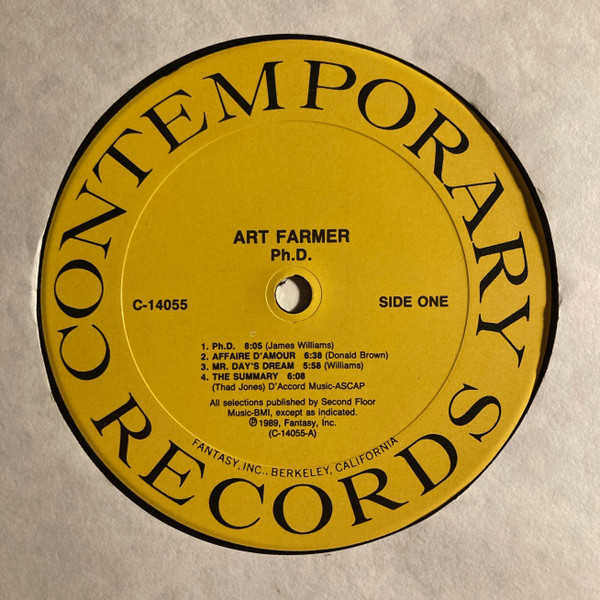 CONTEMPORARY RECORDS
ART FARMER
Ph.D.
C-14055
SIDE ONE
1. Ph.D. 8:05 (James Williams)
2. AFFAIRE D'AMOUR 6:38 (Donald Brown)
3. MR. DAY'S DREAM 5:58 (Williams)
4. THE SUMMARY 6:08
(Thad Jones) D'Accord Music-ASCAP
All selections published by Second Floor
Music-BMI, except as indicated.
℗1989, Fantasy, Inc.
(C-14055-A)
FANTASY, INC., BERKELEY, CALIFORNIA